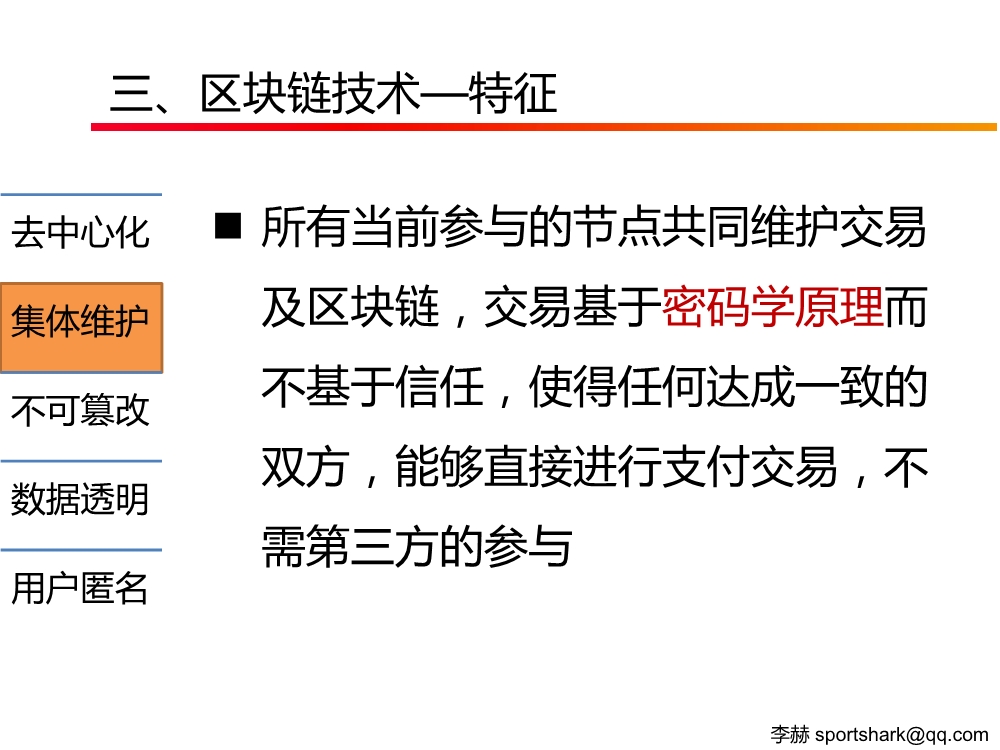 三、区块链技术—特征
去中心化
集体维护
不可篡改
数据透明
用户匿名
■ 所有当前参与的节点共同维护交易
及区块链，交易基于密码学原理而
不基于信任，使得任何达成一致的
双方，能够直接进行支付交易，不
需第三方的参与
李赫 sportshark@qq.com